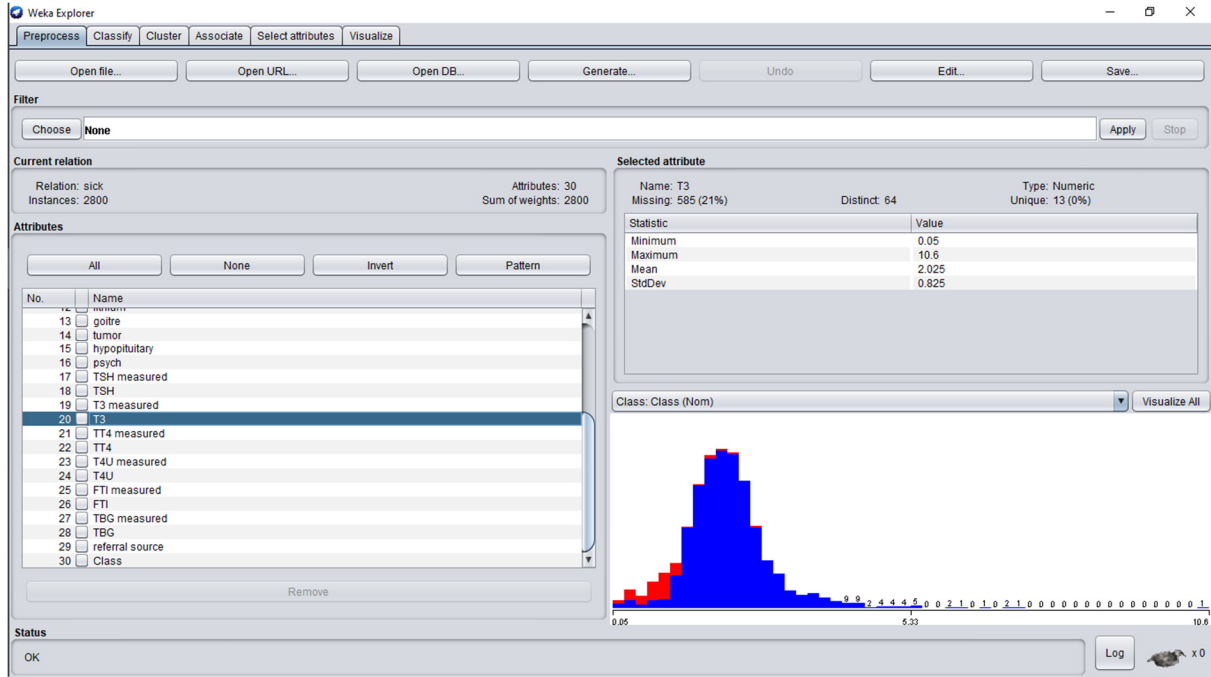 Weka Explorer
Preprocess Classify Cluster Associate Select attributes Visualize
Open file... Open URL... Open DB... Generate... Undo Edit... Save...
Filter
Choose None Apply Stop
Current relation
Relation: sick Attributes: 30
Instances: 2800 Sum of weights: 2800
Attributes
All None Invert Pattern
No. Name
12 lithium
13 goitre
14 tumor
15 hypopituitary
16 psych
17 TSH measured
18 TSH
19 T3 measured
20 T3
21 TT4 measured
22 TT4
23 T4U measured
24 T4U
25 FTI measured
26 FTI
27 TBG measured
28 TBG
29 referral source
30 Class
Remove
Selected attribute
Name: T3 Type: Numeric
Missing: 585 (21%) Distinct: 64 Unique: 13 (0%)
Statistic Value
Minimum 0.05
Maximum 10.6
Mean 2.025
StdDev 0.825
Class: Class (Nom) Visualize All
9 9 2 4 4 4 5 0 0 2 1 0 1 0 2 1 0 0 0 0 0 0 0 0 0 0 0 0 0 0 1
0.05 5.33 10.6
Status
OK
Log x 0